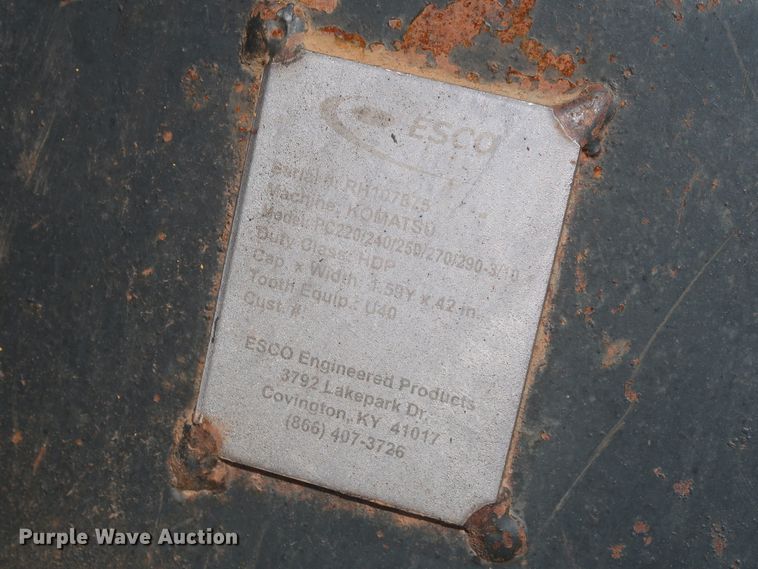 ESCO
Serial #: RH107075
Machine: KOMATSU
Model: PC220/240/250/270/290-3/10
Duty Class: HDP
Cap. x Width: 1.59Y x 42 in.
Tooth Equip.: U40
Cust. #:
ESCO Engineered Products
3792 Lakepark Dr.
Covington, KY 41017
(866) 407-3726
Purple Wave Auction